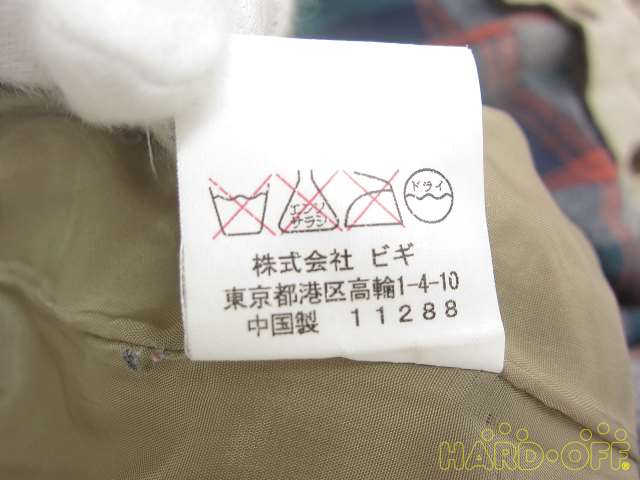 エンソ
サラシ
ドライ
株式会社 ビギ
東京都港区高輪1-4-10
中国製 11288
HARD·OFF®